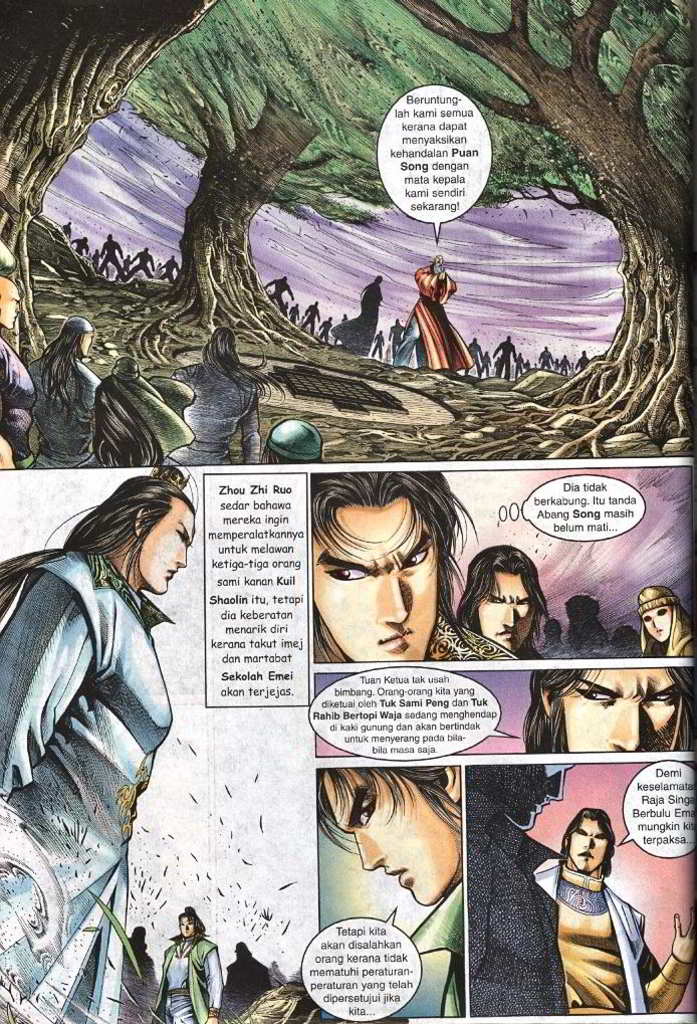 Beruntung-
lah kami semua
kerana dapat
menyaksikan
kehandalan Puan
Song dengan
mata kepala
kami sendiri
sekarang!
Zhou Zhi Ruo
sedar bahawa
mereka ingin
memperalatkannya
untuk melawan
ketiga-tiga orang
sami kanan Kuil
Shaolin itu, tetapi
dia keberatan
menarik diri
kerana takut imej
dan martabat
Sekolah Emei
akan terjejas.
Dia tidak
berkabung. Itu tanda
Abang Song masih
belum mati...
Tuan Ketua tak usah
bimbang. Orang-orang kita yang
diketuai oleh Tuk Sami Peng dan Tuk
Rahib Bertopi Waja sedang menghendap
di kaki gunung dan akan bertindak
untuk menyerang pada bila-
bila masa saja.
Tetapi kita
akan disalahkan
orang kerana tidak
mematuhi peraturan-
peraturan yang telah
dipersetujui jika
kita...
Demi
keselamatan
Raja Singa
Berbulu Ema
mungkin ki
terpaksa...